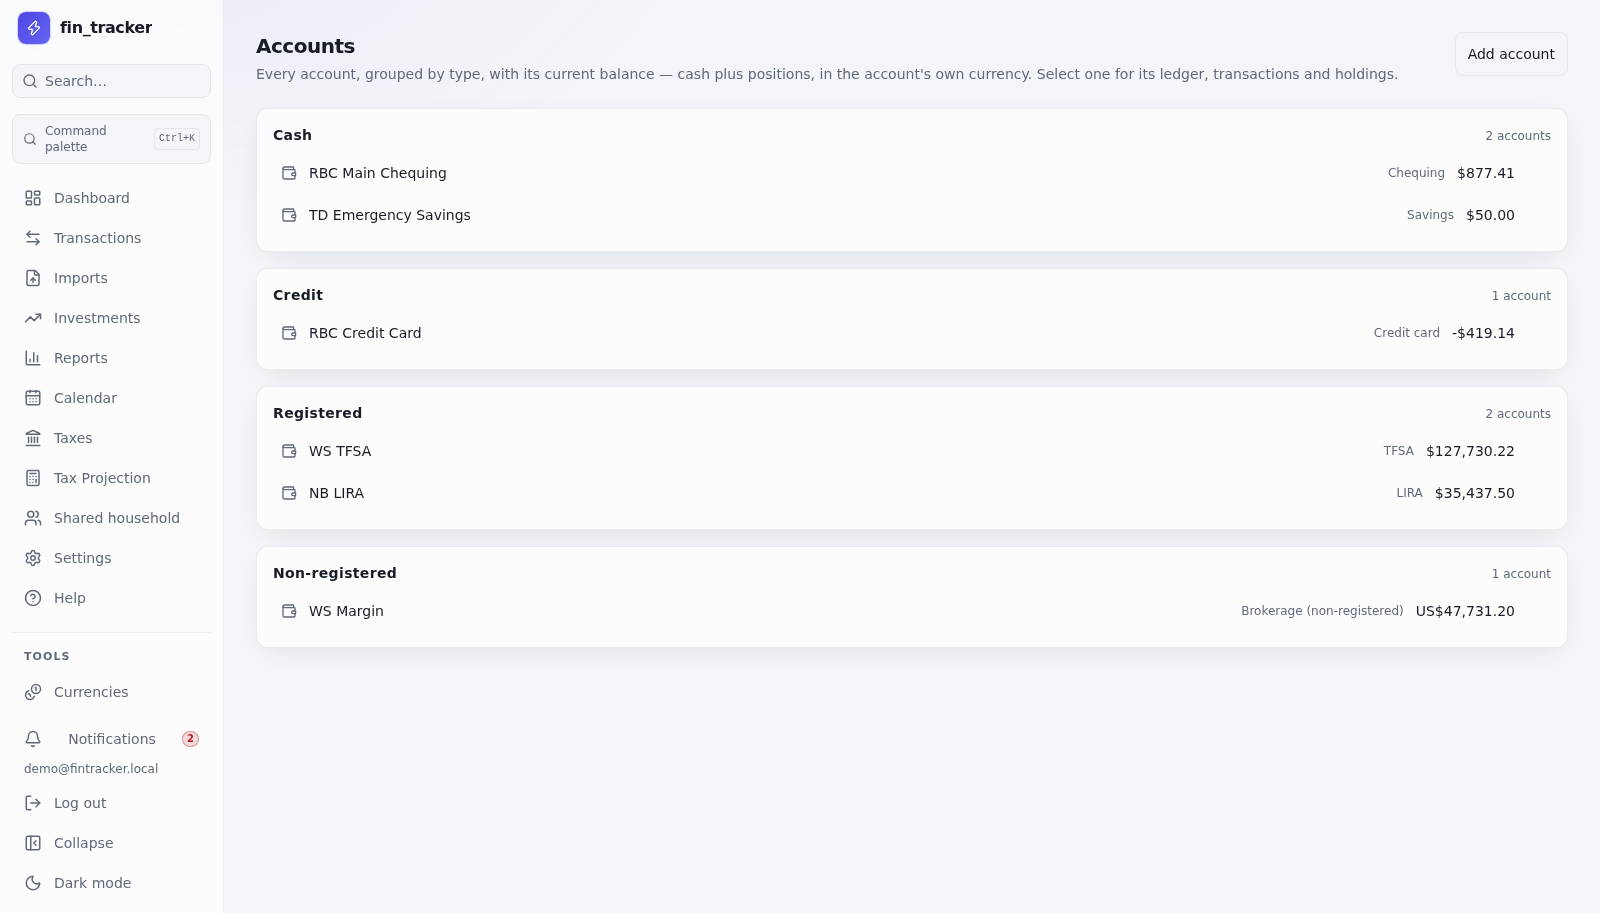 fin_tracker
Search...
Command palette
Ctrl+K
Dashboard
Transactions
Imports
Investments
Reports
Calendar
Taxes
Tax Projection
Shared household
Settings
Help
TOOLS
Currencies
Notifications 2
demo@fintracker.local
Log out
Collapse
Dark mode
Accounts
Every account, grouped by type, with its current balance — cash plus positions, in the account's own currency. Select one for its ledger, transactions and holdings.
Add account
Cash 2 accounts
RBC Main Chequing Chequing $877.41
TD Emergency Savings Savings $50.00
Credit 1 account
RBC Credit Card Credit card -$419.14
Registered 2 accounts
WS TFSA TFSA $127,730.22
NB LIRA LIRA $35,437.50
Non-registered 1 account
WS Margin Brokerage (non-registered) US$47,731.20